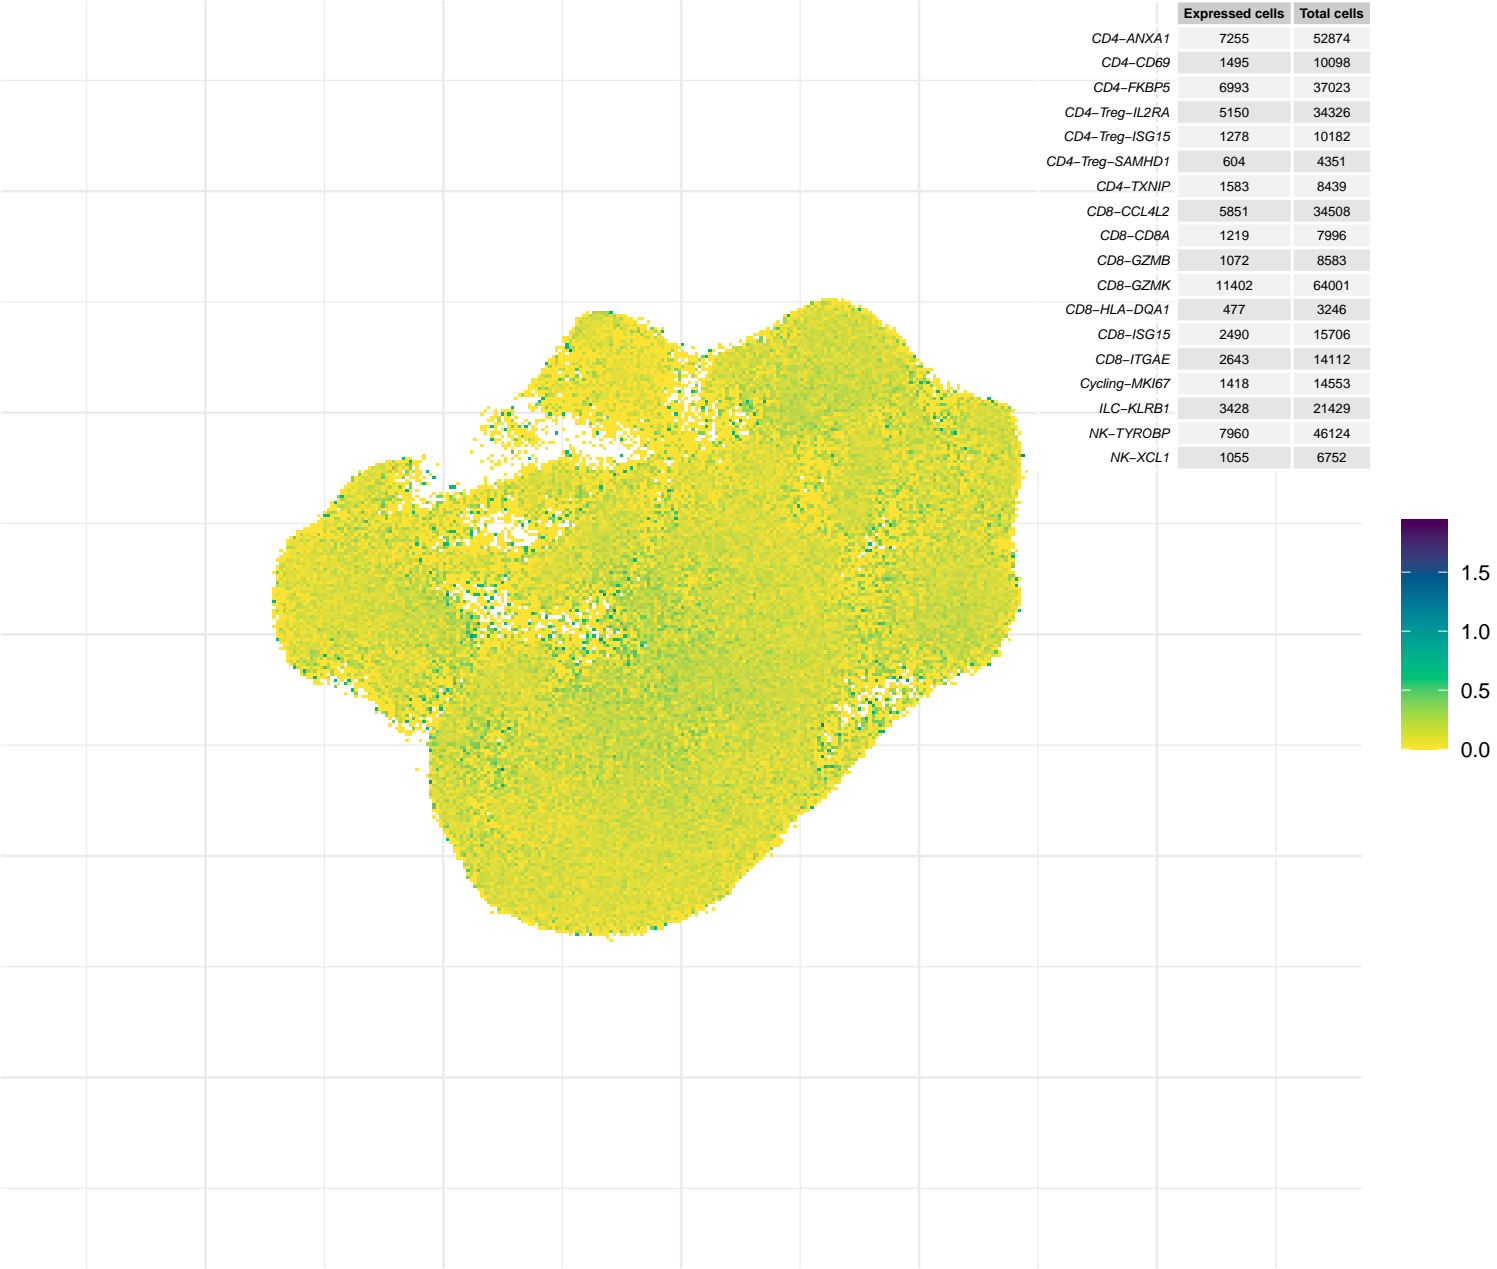 Expressed cells Total cells
CD4−ANXA1 7255 52874
CD4−CD69 1495 10098
CD4−FKBP5 6993 37023
CD4−Treg−IL2RA 5150 34326
CD4−Treg−ISG15 1278 10182
CD4−Treg−SAMHD1 604 4351
CD4−TXNIP 1583 8439
CD8−CCL4L2 5851 34508
CD8−CD8A 1219 7996
CD8−GZMB 1072 8583
CD8−GZMK 11402 64001
CD8−HLA−DQA1 477 3246
CD8−ISG15 2490 15706
CD8−ITGAE 2643 14112
Cycling−MKI67 1418 14553
ILC−KLRB1 3428 21429
NK−TYROBP 7960 46124
NK−XCL1 1055 6752
1.5
1.0
0.5
0.0